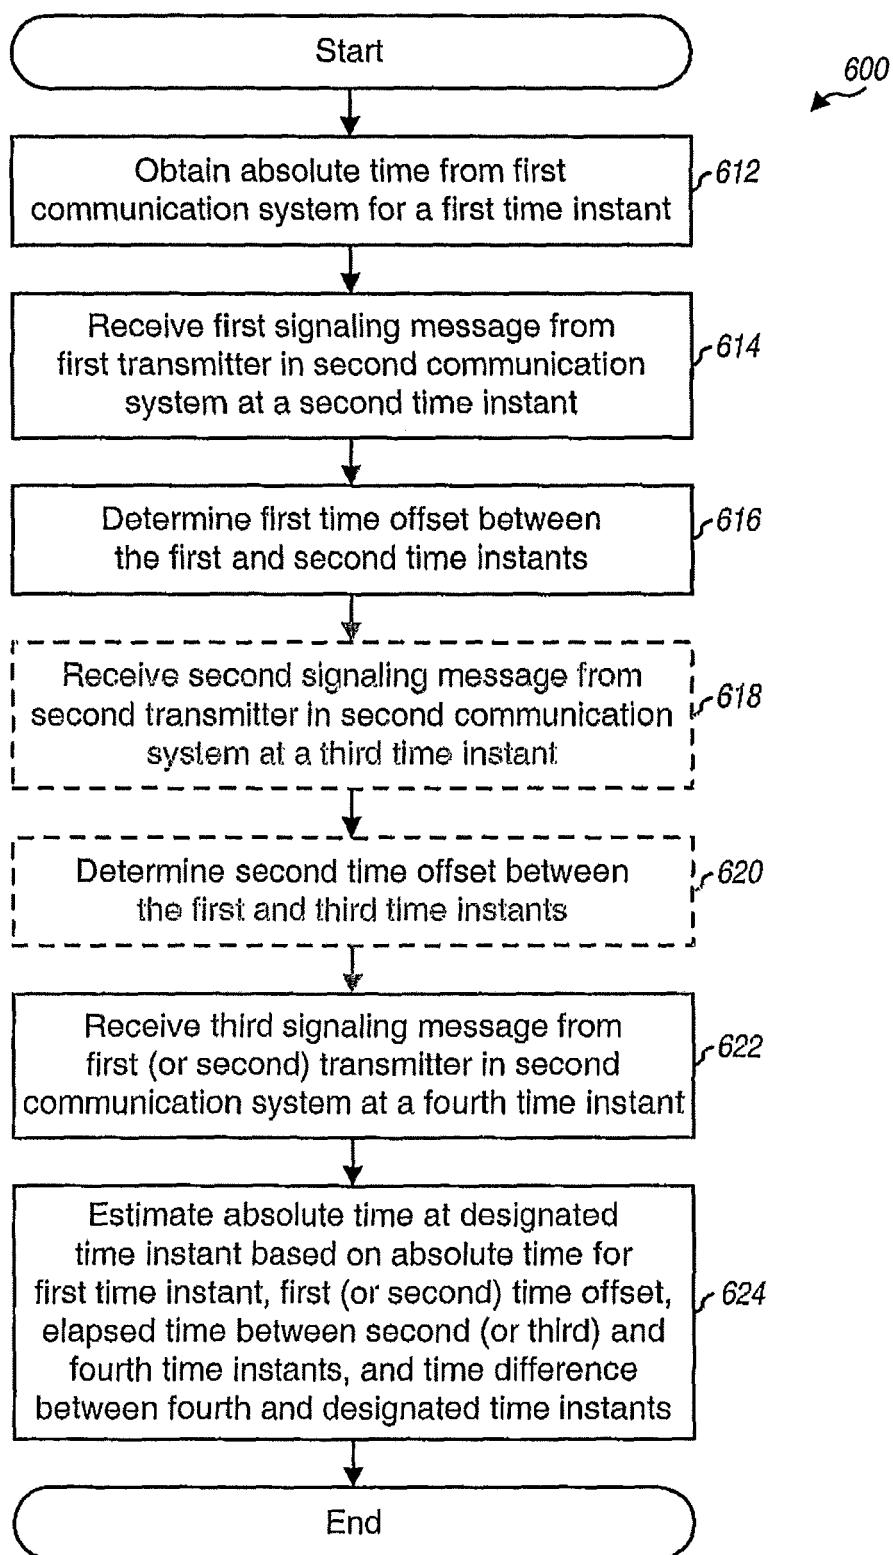 Start
600
Obtain absolute time from first
communication system for a first time instant
612
Receive first signaling message from
first transmitter in second communication
system at a second time instant
614
Determine first time offset between
the first and second time instants
616
Receive second signaling message from
second transmitter in second communication
system at a third time instant
618
Determine second time offset between
the first and third time instants
620
Receive third signaling message from
first (or second) transmitter in second
communication system at a fourth time instant
622
Estimate absolute time at designated
time instant based on absolute time for
first time instant, first (or second) time offset,
elapsed time between second (or third) and
fourth time instants, and time difference
between fourth and designated time instants
624
End